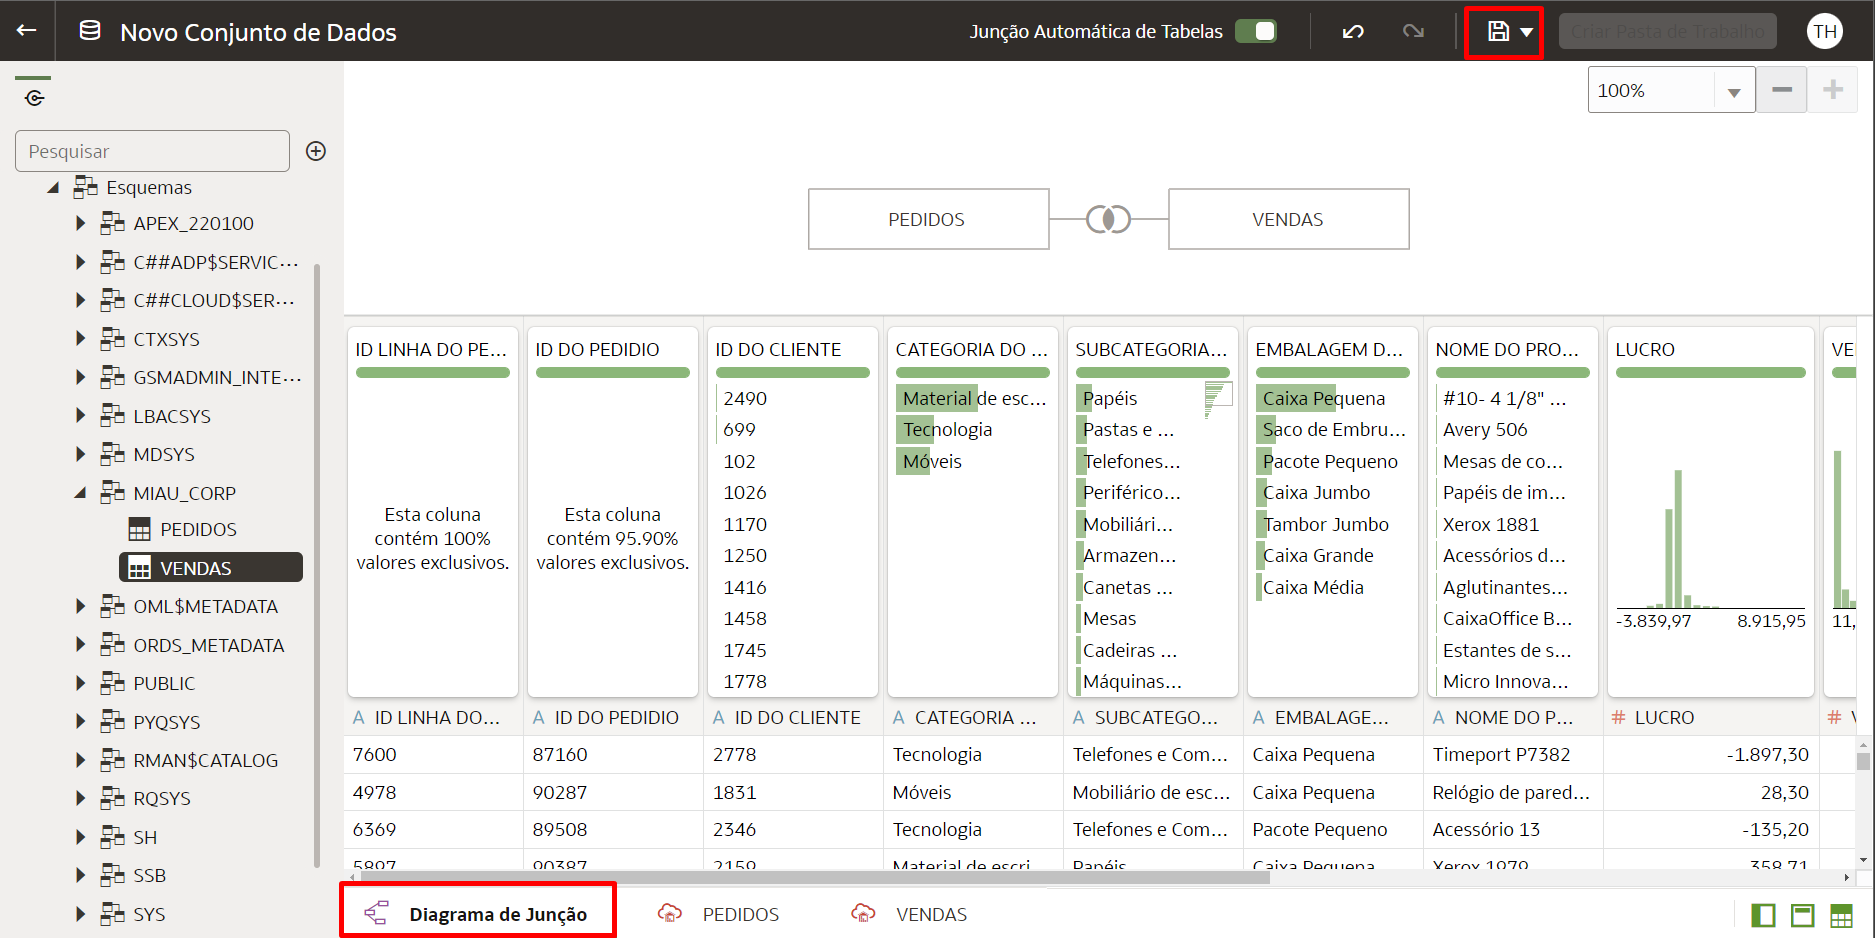 Novo Conjunto de Dados
Junção Automática de Tabelas
Criar Pasta de Trabalho
TH
100%
Pesquisar
Esquemas
APEX_220100
C##ADP$SERVIC...
C##CLOUD$SER...
CTXSYS
GSMADMIN_INTE...
LBACSYS
MDSYS
MIAU_CORP
PEDIDOS
VENDAS
OML$METADATA
ORDS_METADATA
PUBLIC
PYQSYS
RMAN$CATALOG
RQSYS
SH
SSB
SYS
PEDIDOS
VENDAS
ID LINHA DO PE...
Esta coluna
contém 100%
valores exclusivos.
ID DO PEDIDIO
Esta coluna
contém 95.90%
valores exclusivos.
ID DO CLIENTE
2490
699
102
1026
1170
1250
1416
1458
1745
1778
CATEGORIA DO ...
Material de esc...
Tecnologia
Móveis
SUBCATEGORIA...
Papéis
Pastas e ...
Telefones...
Periférico...
Mobiliári...
Armazen...
Canetas ...
Mesas
Cadeiras ...
Máquinas...
EMBALAGEM D...
Caixa Pequena
Saco de Embru...
Pacote Pequeno
Caixa Jumbo
Tambor Jumbo
Caixa Grande
Caixa Média
NOME DO PRO...
#10- 4 1/8" ...
Avery 506
Mesas de co...
Papéis de im...
Xerox 1881
Acessórios d...
Aglutinantes...
CaixaOffice B...
Estantes de s...
Micro Innova...
LUCRO
-3.839,97 8.915,95
VE
11,
A ID LINHA DO... A ID DO PEDIDIO A ID DO CLIENTE A CATEGORIA ... A SUBCATEGO... A EMBALAGE... A NOME DO P... # LUCRO #
7600 87160 2778 Tecnologia Telefones e Com... Caixa Pequena Timeport P7382 -1.897,30
4978 90287 1831 Móveis Mobiliário de esc... Caixa Pequena Relógio de pared... 28,30
6369 89508 2346 Tecnologia Telefones e Com... Pacote Pequeno Acessório 13 -135,20
5897 90387 2159 Material de escri Papéis Caixa Pequena Xerox 1979 358,71
Diagrama de Junção PEDIDOS VENDAS